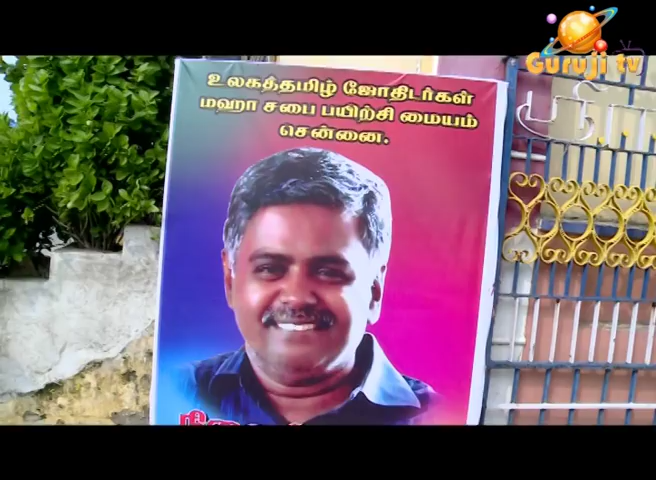 Guruji tv
உலகத்தமிழ் ஜோதிடர்கள்
மஹா சபை பயிற்சி மையம்
சென்னை.